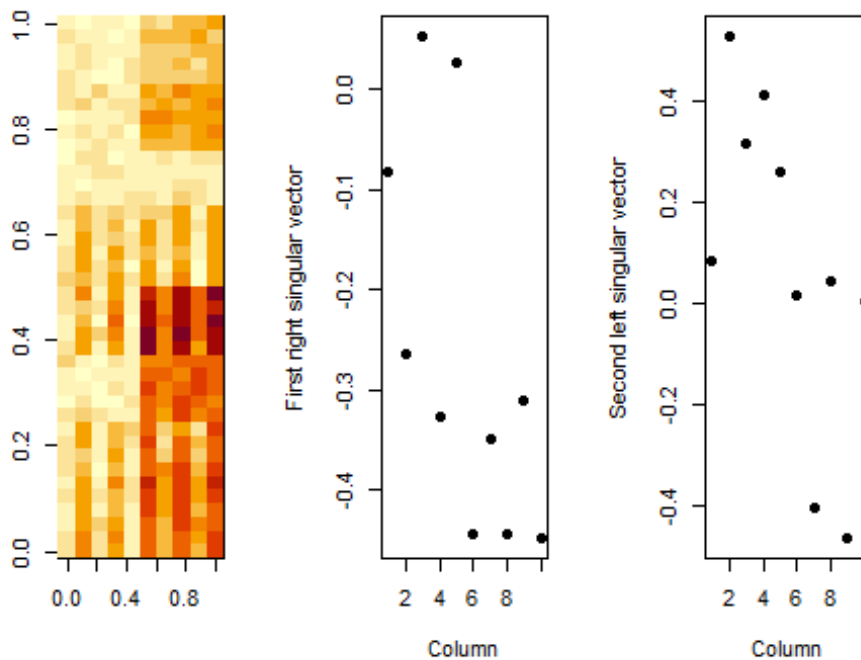 1.0
0.8
0.6
0.4
0.2
0.0
0.0 0.4 0.8
First right singular vector
0.0
-0.1
-0.2
-0.3
-0.4
2 4 6 8
Column
Second left singular vector
0.4
0.2
0.0
-0.2
-0.4
2 4 6 8
Column